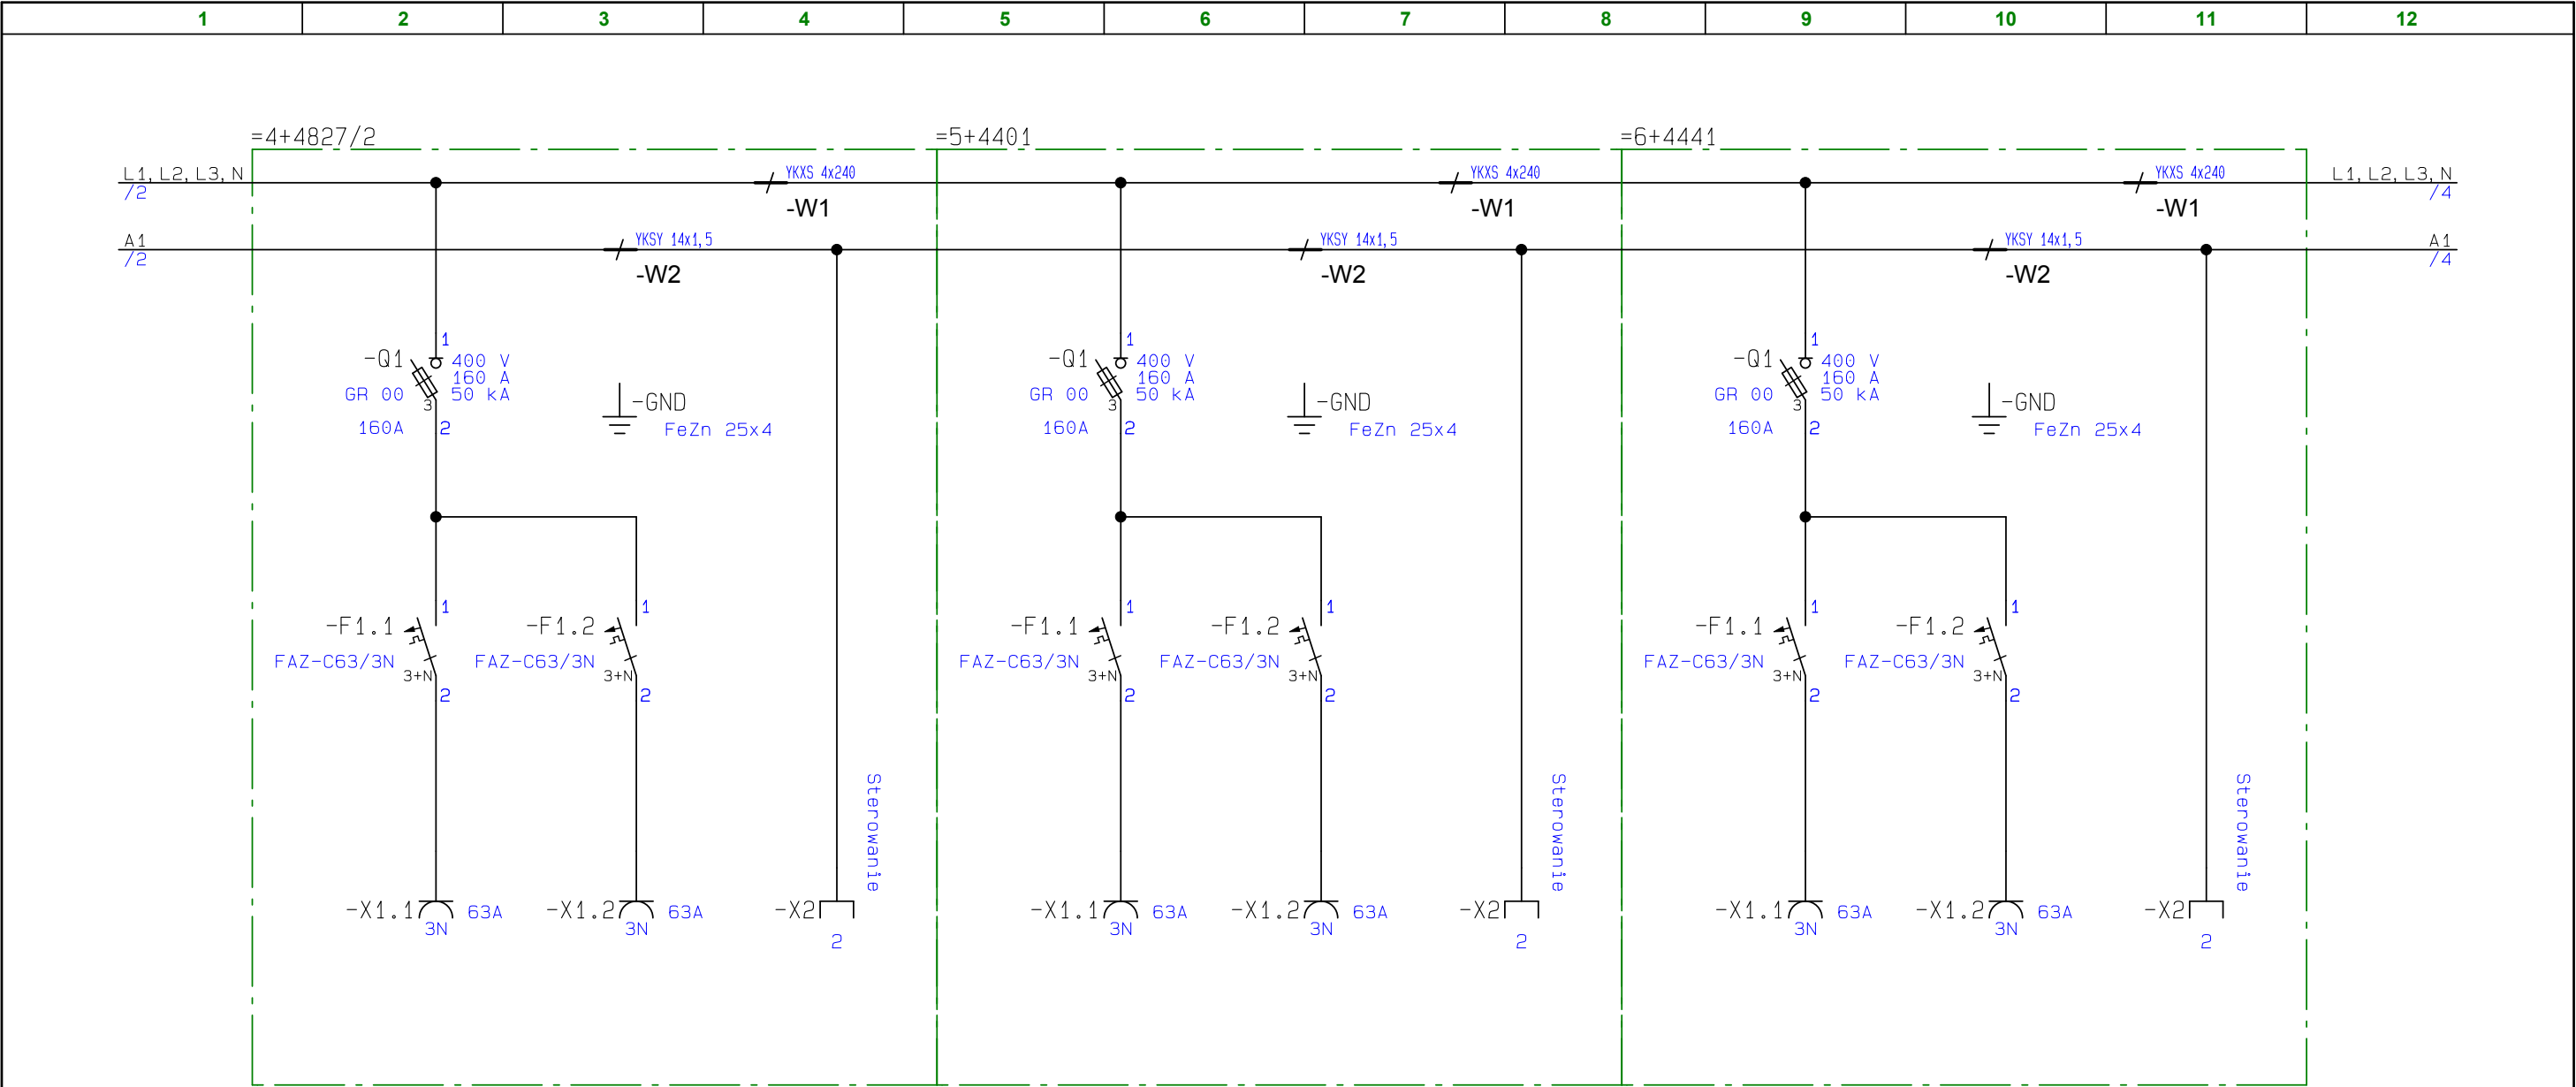 1 2 3 4 5 6 7 8 9 10 11 12
=4+4827/2 =5+4401 =6+4441
L1, L2, L3, N YKXS 4x240 YKXS 4x240 YKXS 4x240 L1, L2, L3, N
/2 /4
-W1 -W1 -W1
A1 YKSY 14x1,5 YKSY 14x1,5 YKSY 14x1,5 A1
/2 /4
-W2 -W2 -W2
1 1 1
-Q1 400 V -Q1 400 V -Q1 400 V
160 A 160 A 160 A
GR 00 50 kA GR 00 50 kA GR 00 50 kA
3 -GND 3 -GND 3 -GND
160A 2 FeZn 25x4 160A 2 FeZn 25x4 160A 2 FeZn 25x4
1 1 1 1 1 1
-F1.1 -F1.2 -F1.1 -F1.2 -F1.1 -F1.2
FAZ-C63/3N FAZ-C63/3N FAZ-C63/3N FAZ-C63/3N FAZ-C63/3N FAZ-C63/3N
3+N 3+N 3+N 3+N 3+N 3+N
2 2 2 2 2 2
Sterowanie Sterowanie Sterowanie
-X1.1 63A -X1.2 63A -X2 -X1.1 63A -X1.2 63A -X2 -X1.1 63A -X1.2 63A -X2
3N 3N 3N 3N 3N 3N
2 2 2